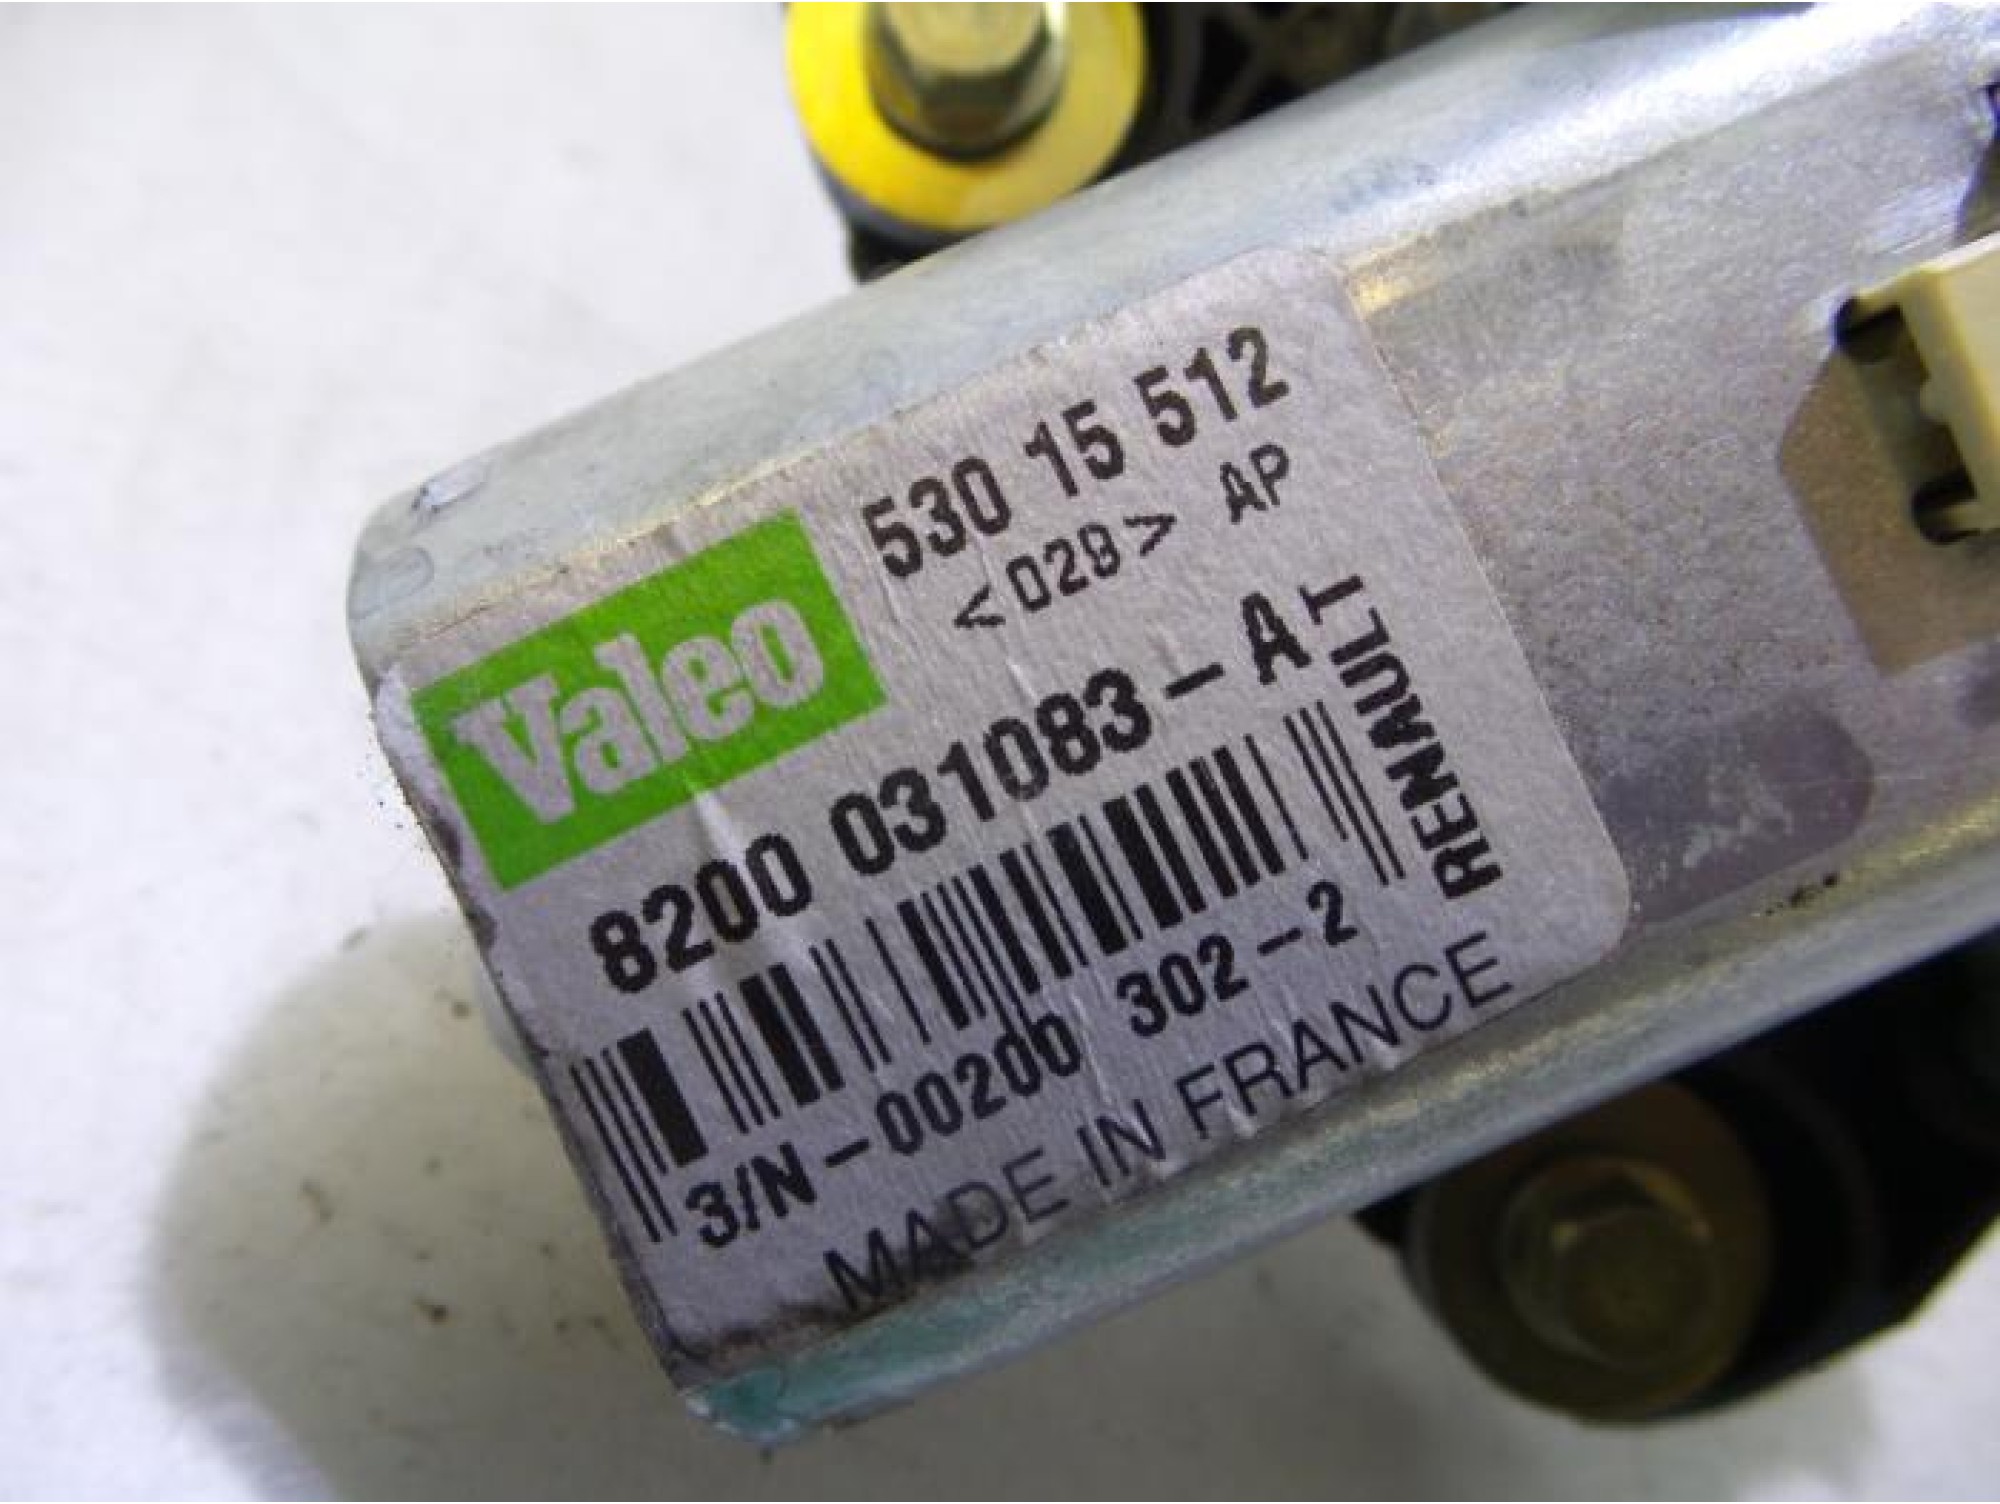 Valeo
530 15 512
<028> AP
8200 031083-A
RENAULT
3/N-00200 302-2
MADE IN FRANCE